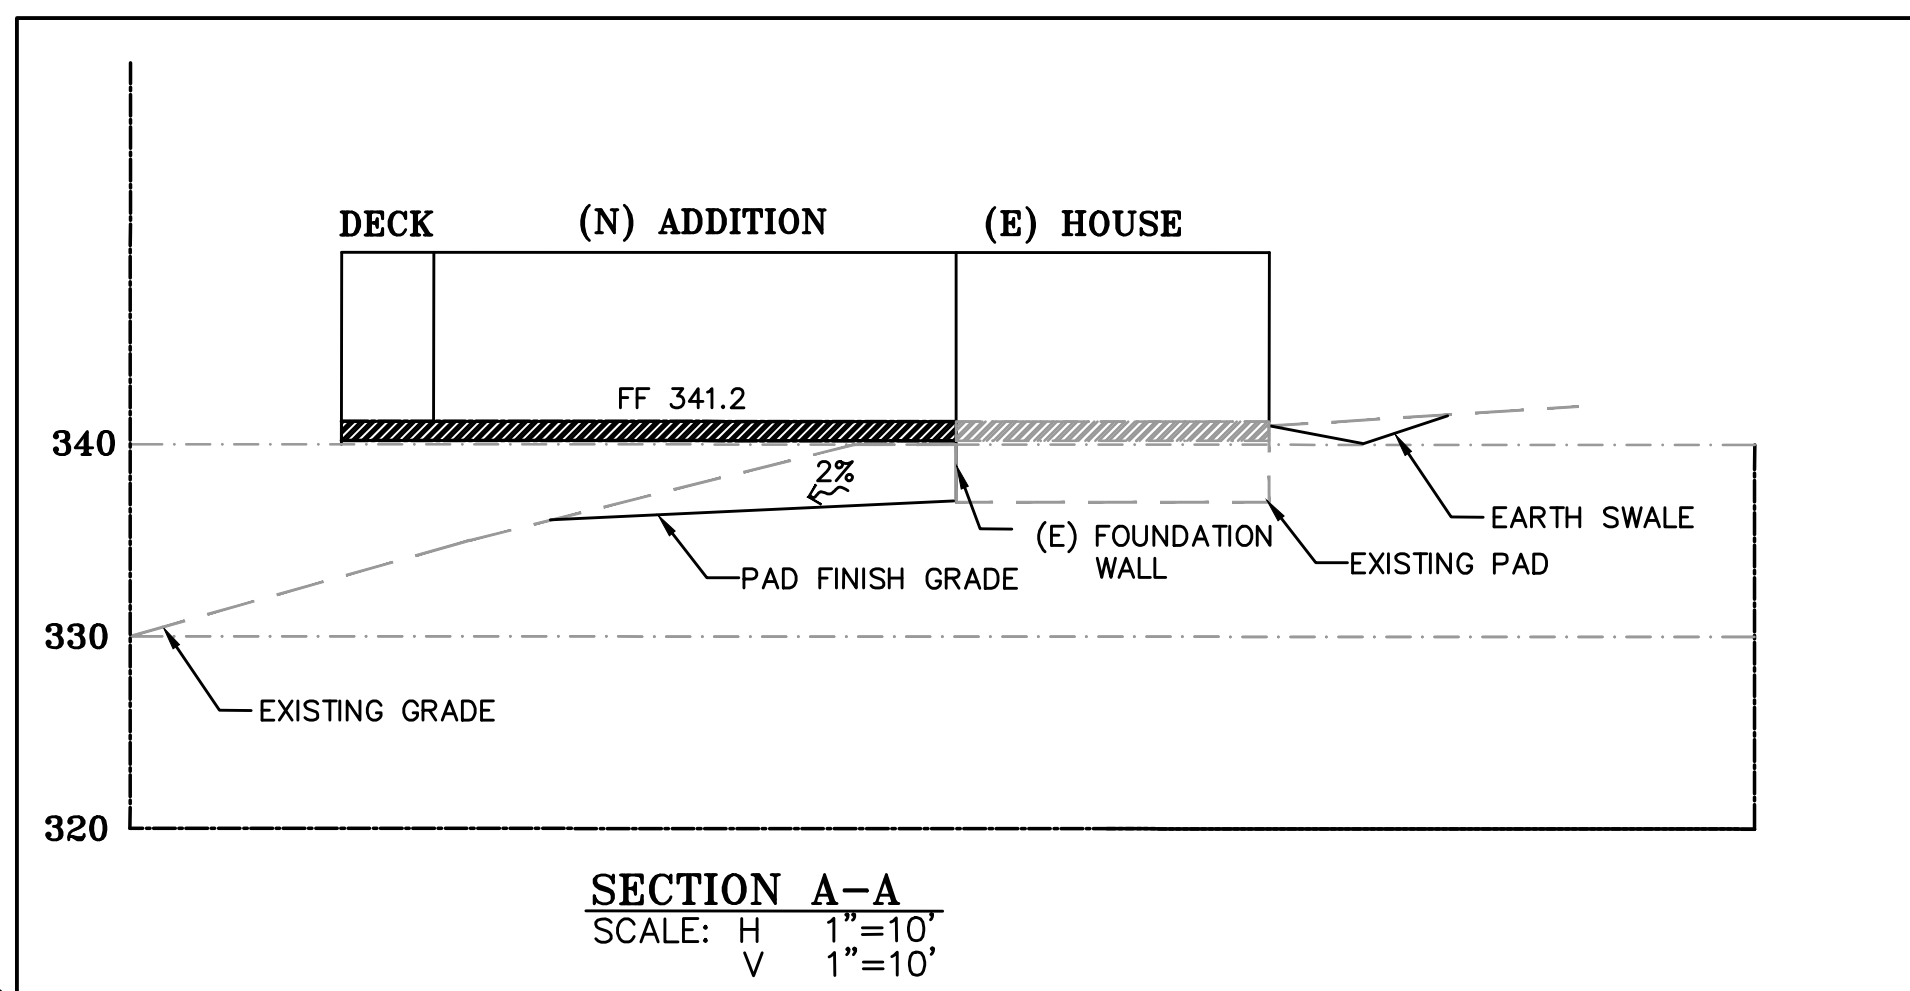 DECK (N) ADDITION (E) HOUSE
FF 341.2
340
2%
EARTH SWALE
(E) FOUNDATION
WALL
EXISTING PAD
PAD FINISH GRADE
330
EXISTING GRADE
320
SECTION A-A
SCALE: H 1"=10'
V 1"=10'